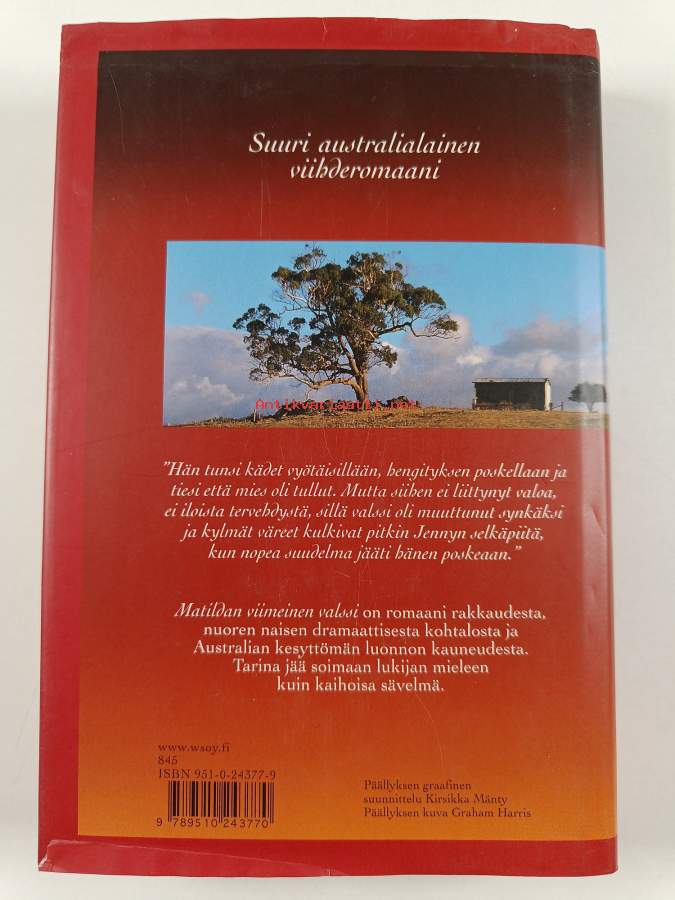 Suuri australialainen
viihderomaani
Antikvariaatti.net
"Hän tunsi kädet vyötäisillään, hengityksen poskellaan ja
tiesi että mies oli tullut. Mutta siihen ei liittynyt valoa,
ei iloista tervehdystä, sillä valssi oli muuttunut synkäksi
ja kylmät väreet kulkivat pitkin Jennyn selkäpiitä,
kun nopea suudelma jääti hänen poskeaan."
Matildan viimeinen valssi on romaani rakkaudesta,
nuoren naisen dramaattisesta kohtalosta ja
Australian kesyttömän luonnon kauneudesta.
Tarina jää soimaan lukijan mieleen
kuin kaihoisa sävelmä.
www.wsoy.fi
845
ISBN 951-0-24377-9
9 789510 243770
Päällyksen graafinen
suunnittelu Kirsikka Mänty
Päällyksen kuva Graham Harris